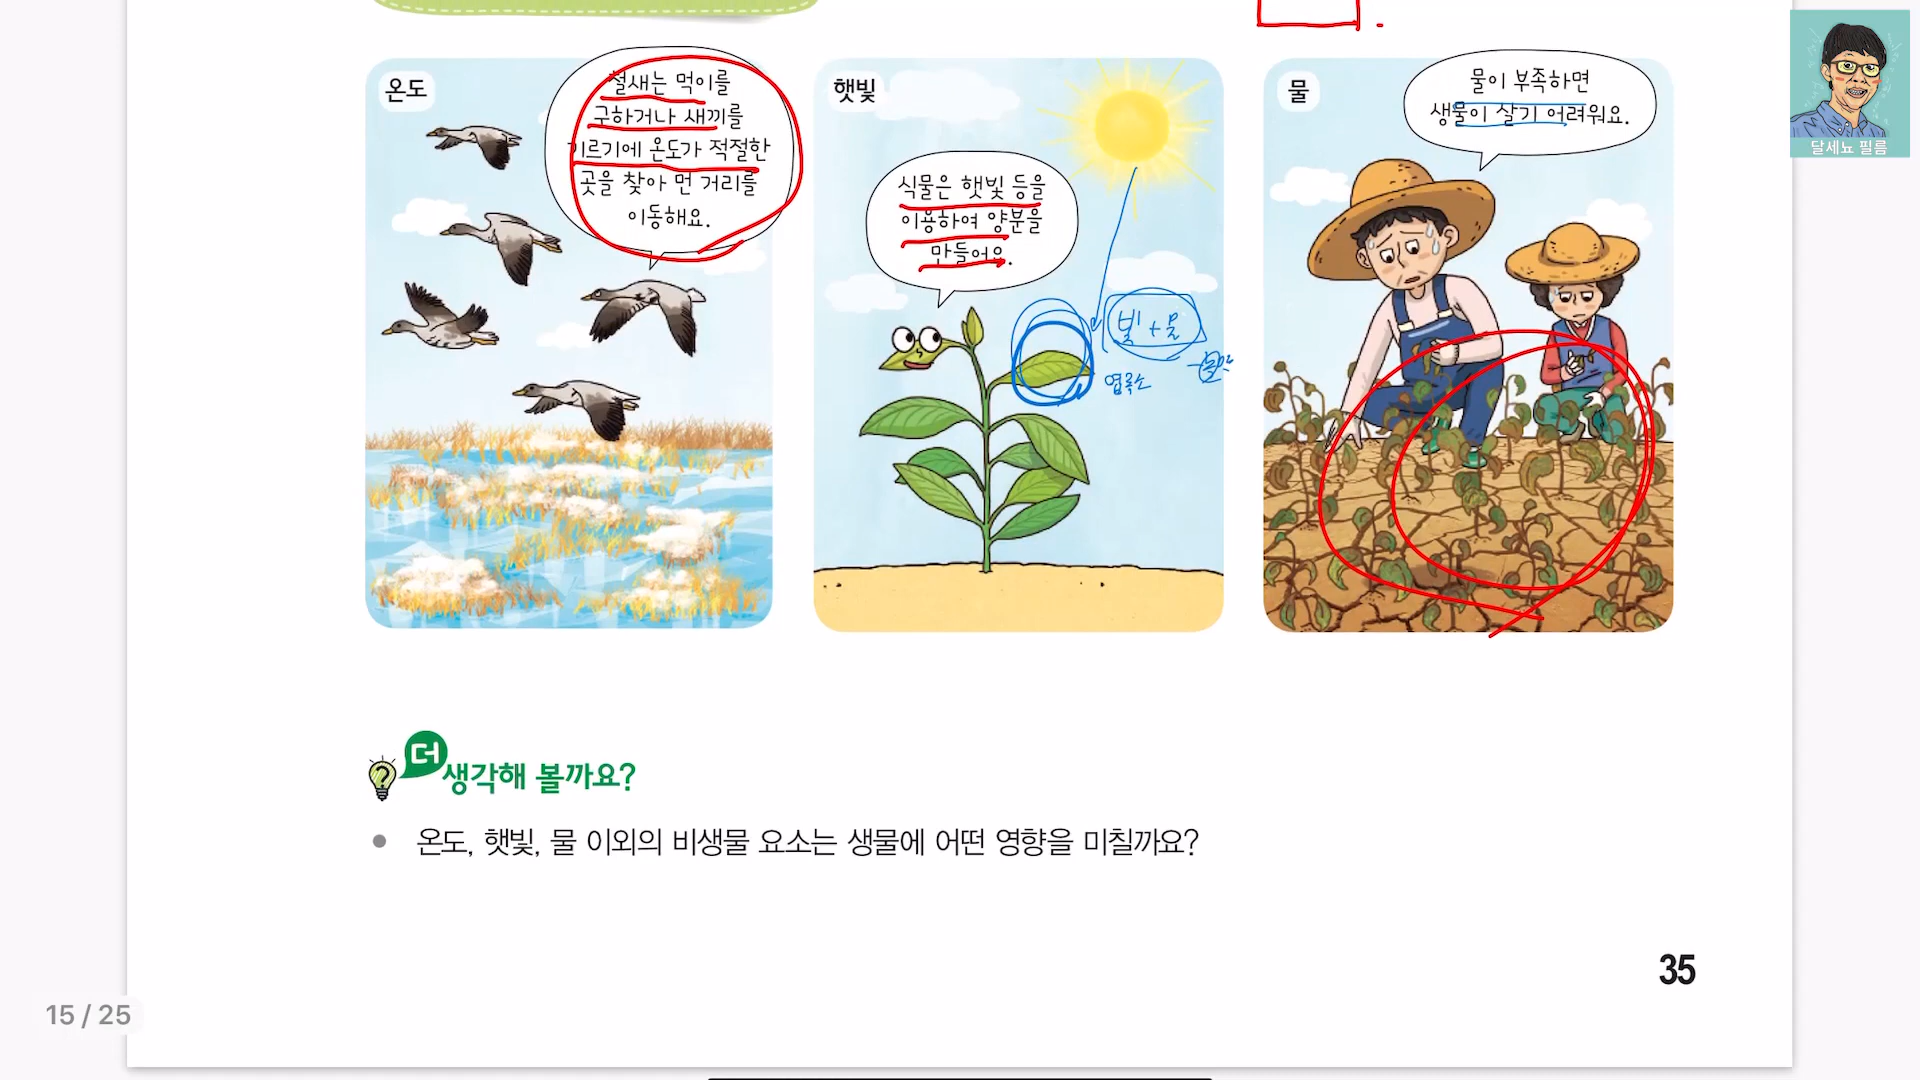 온도
철새는 먹이를
구하거나 새끼를
기르기에 온도가 적절한
곳을 찾아 먼 거리를
이동해요.
햇빛
식물은 햇빛 등을
이용하여 양분을
만들어요.
빛+물
엽록소
물
물이 부족하면
생물이 살기 어려워요.
달세뇨 필름
더
생각해 볼까요?
온도, 햇빛, 물 이외의 비생물 요소는 생물에 어떤 영향을 미칠까요?
35
15 / 25